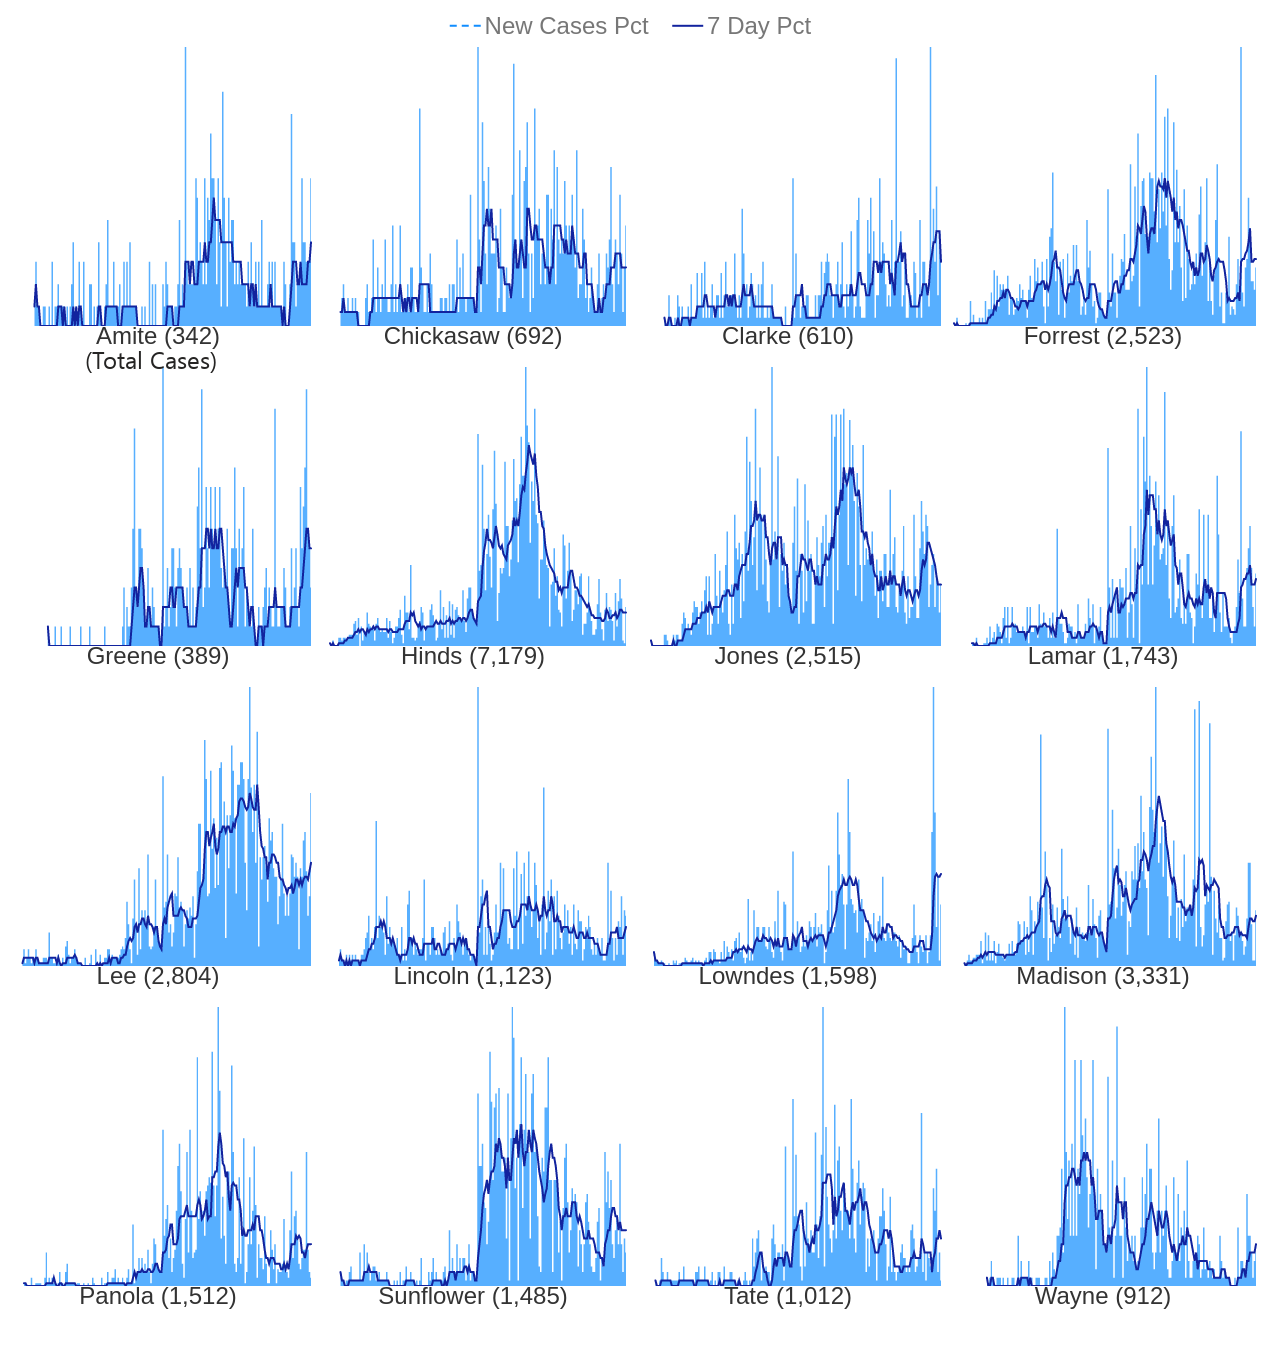 New Cases Pct 7 Day Pct
Amite (342) Chickasaw (692) Clarke (610) Forrest (2,523)
(Total Cases)
Greene (389) Hinds (7,179) Jones (2,515) Lamar (1,743)
Lee (2,804) Lincoln (1,123) Lowndes (1,598) Madison (3,331)
Panola (1,512) Sunflower (1,485) Tate (1,012) Wayne (912)